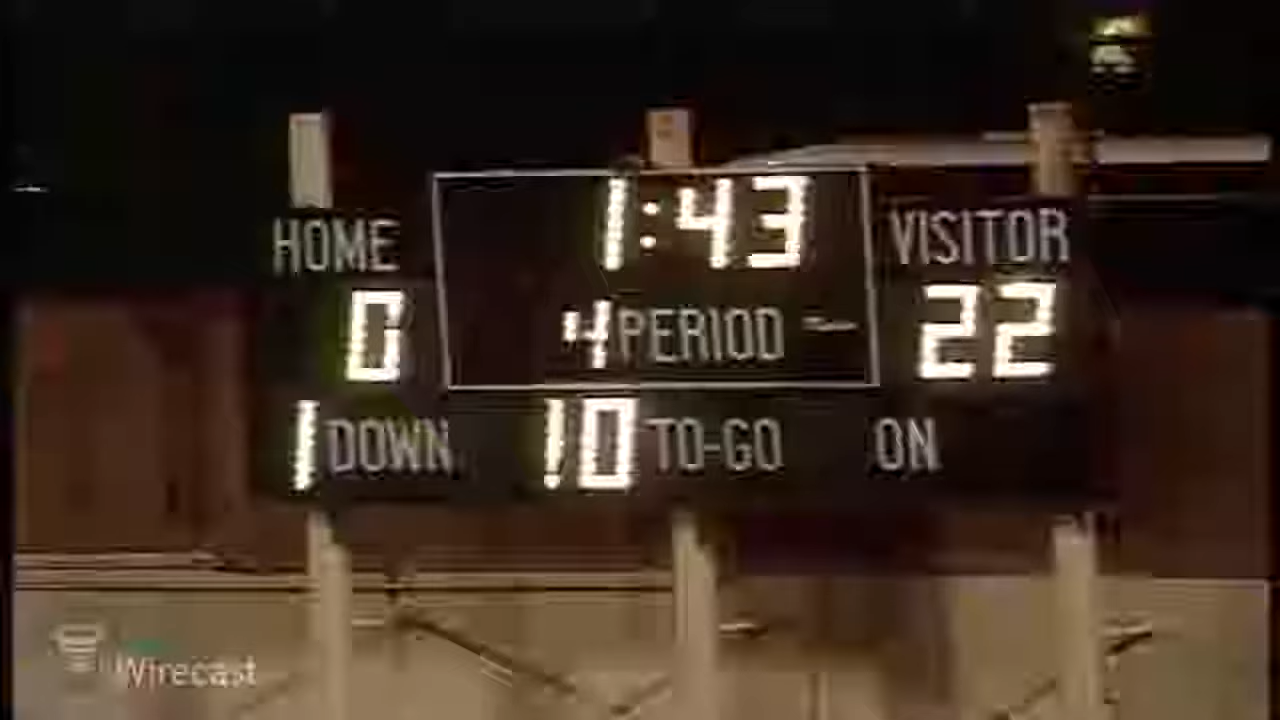 1:43
HOME VISITOR
0 4 PERIOD 22
1 DOWN 10 TO-GO ON
Wirecast